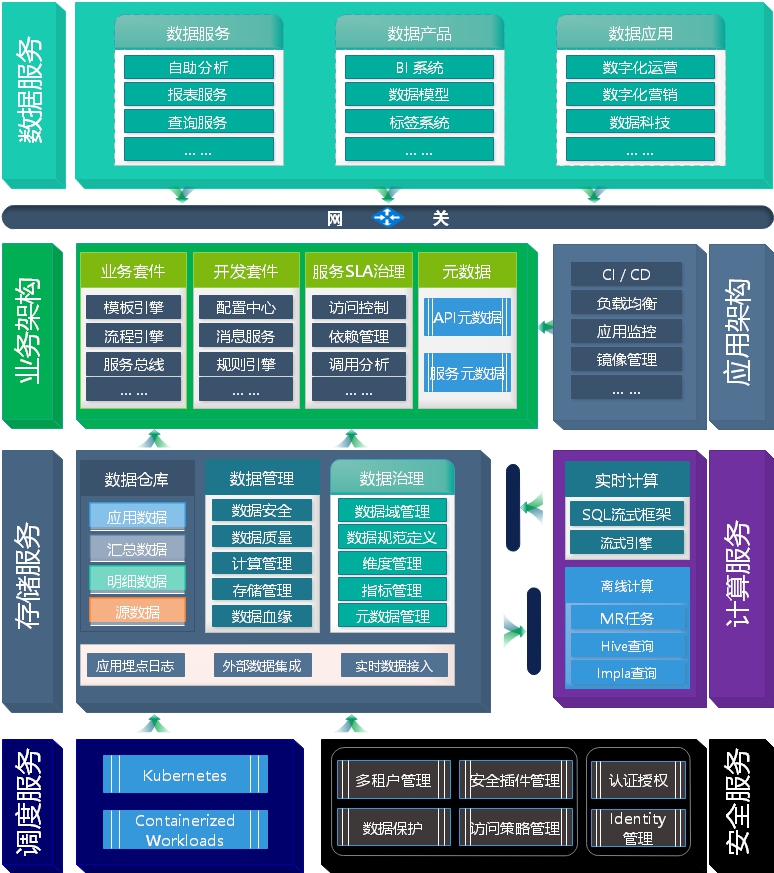 数据服务
数据服务
自助分析
报表服务
查询服务
... ...
数据产品
BI 系统
数据模型
标签系统
... ...
数据应用
数字化运营
数字化营销
数据科技
... ...
网 关
业务架构
业务套件
模板引擎
流程引擎
服务总线
... ...
开发套件
配置中心
消息服务
规则引擎
... ...
服务SLA治理
访问控制
依赖管理
调用分析
... ...
元数据
API元数据
服务元数据
CI / CD
负载均衡
应用监控
镜像管理
... ...
应用架构
存储服务
数据仓库
应用数据
汇总数据
明细数据
源数据
数据管理
数据安全
数据质量
计算管理
存储管理
数据血缘
数据治理
数据域管理
数据规范定义
维度管理
指标管理
元数据管理
应用埋点日志
外部数据集成
实时数据接入
实时计算
SQL流式框架
流式引擎
离线计算
MR任务
Hive查询
Impla查询
计算服务
调度服务
Kubernetes
Containerized
Workloads
多租户管理
安全插件管理
数据保护
访问策略管理
认证授权
Identity
管理
安全服务